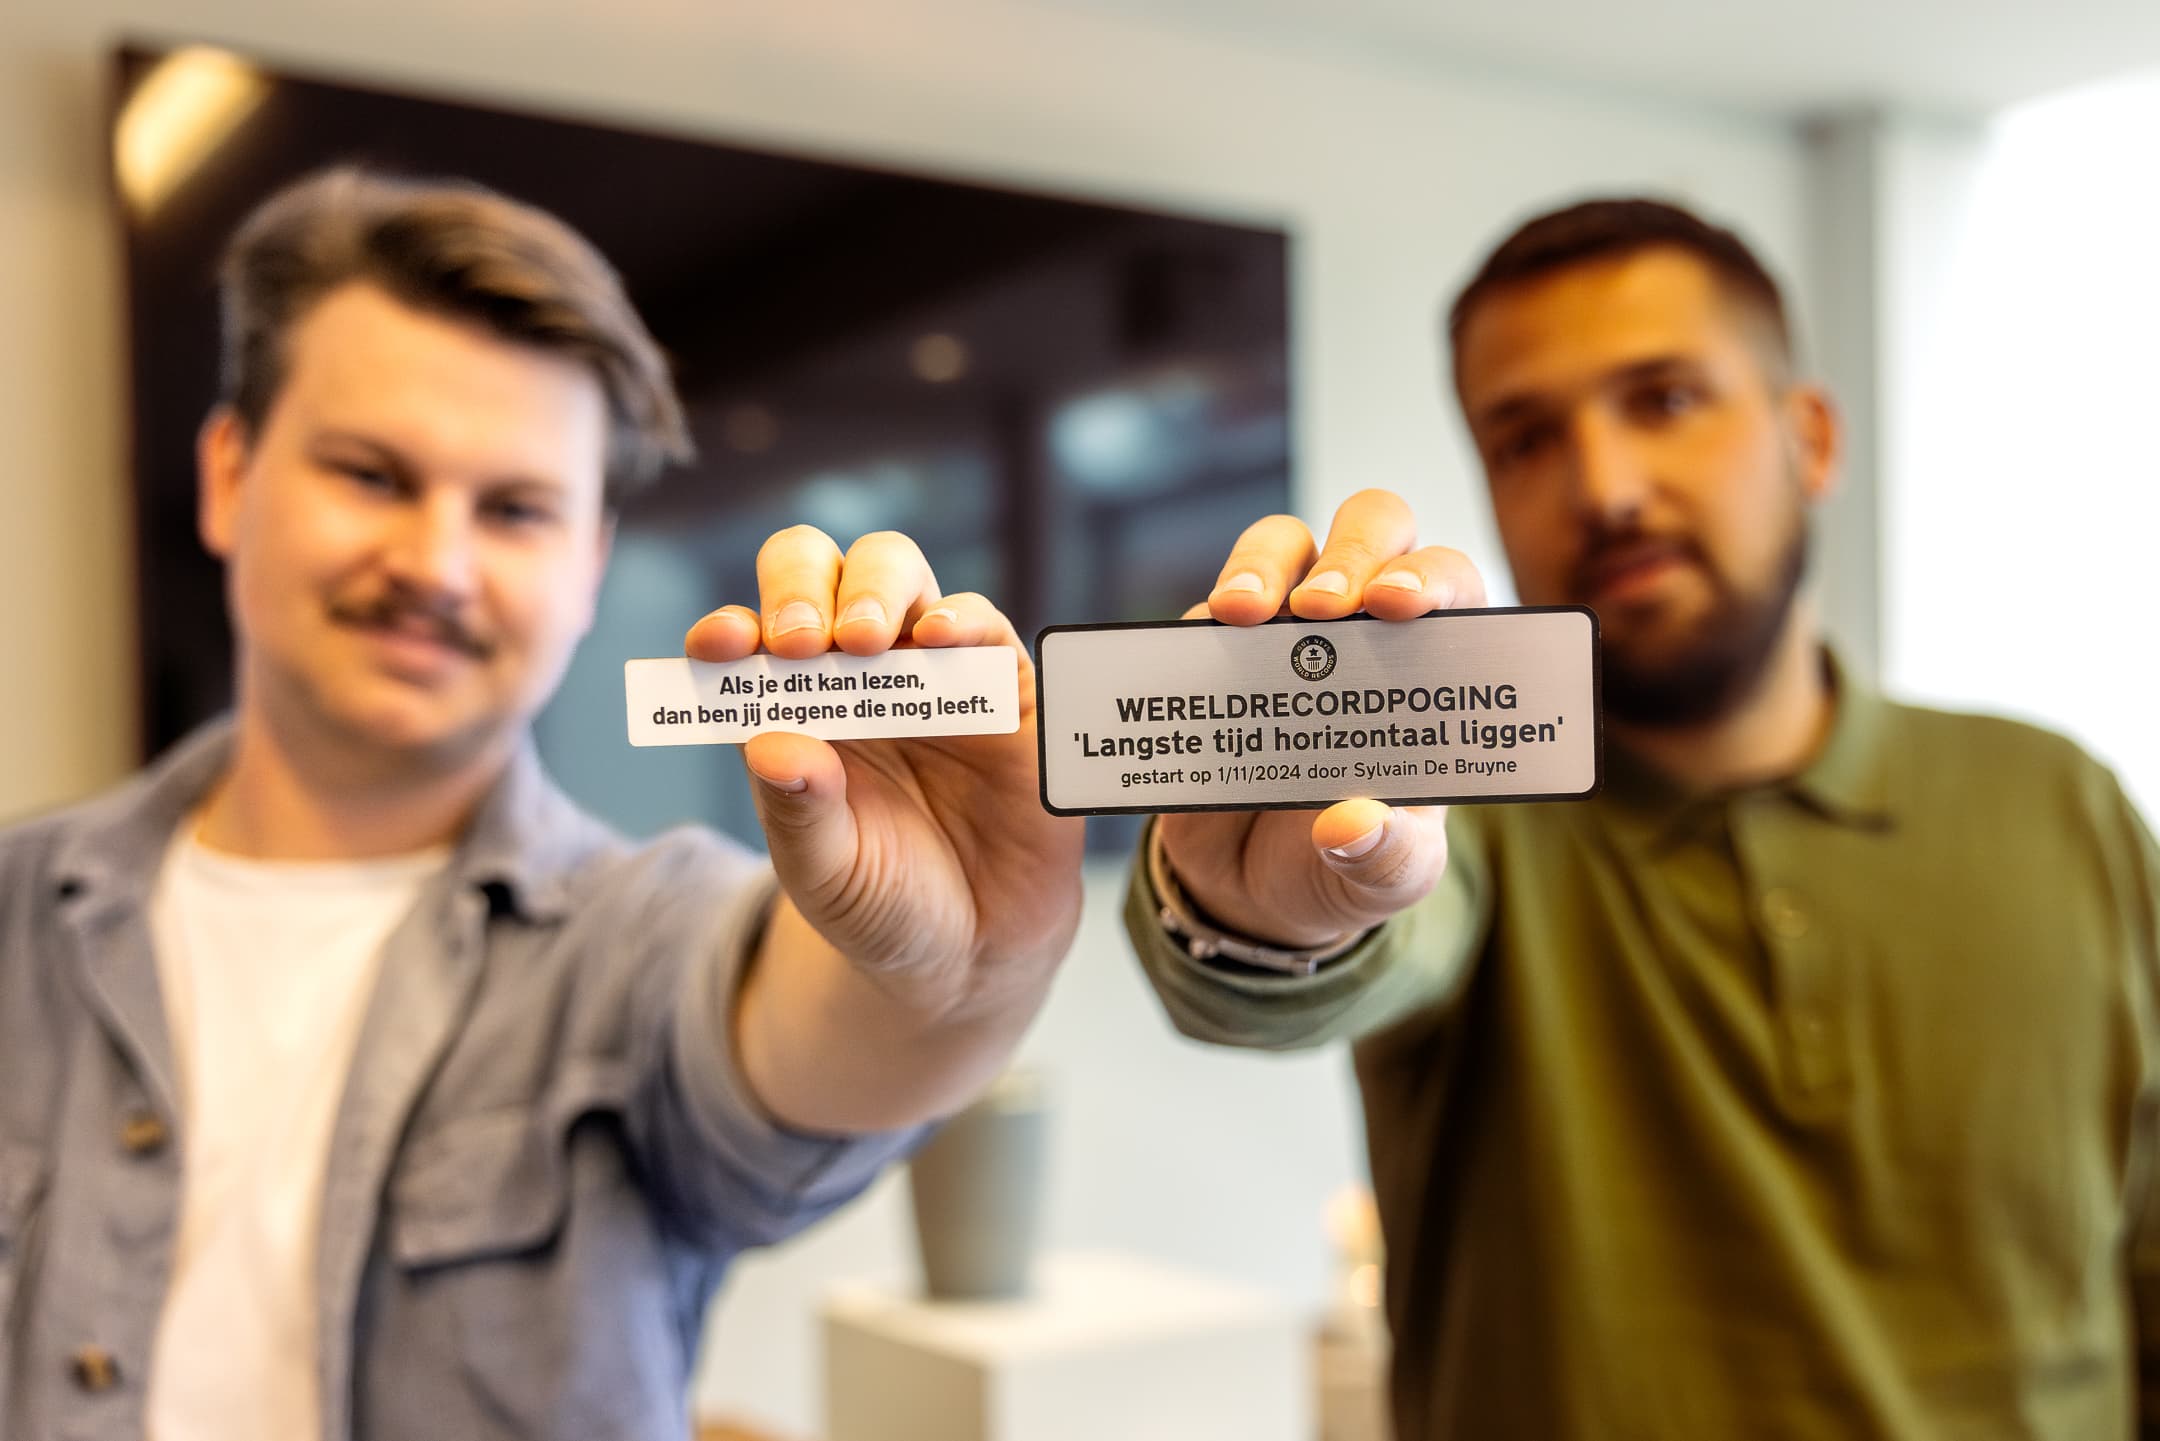 Als je dit kan lezen,
dan ben jij degene die nog leeft.
WERELDRECORDPOGING
'Langste tijd horizontaal liggen'
gestart op 1/11/2024 door Sylvain De Bruyne